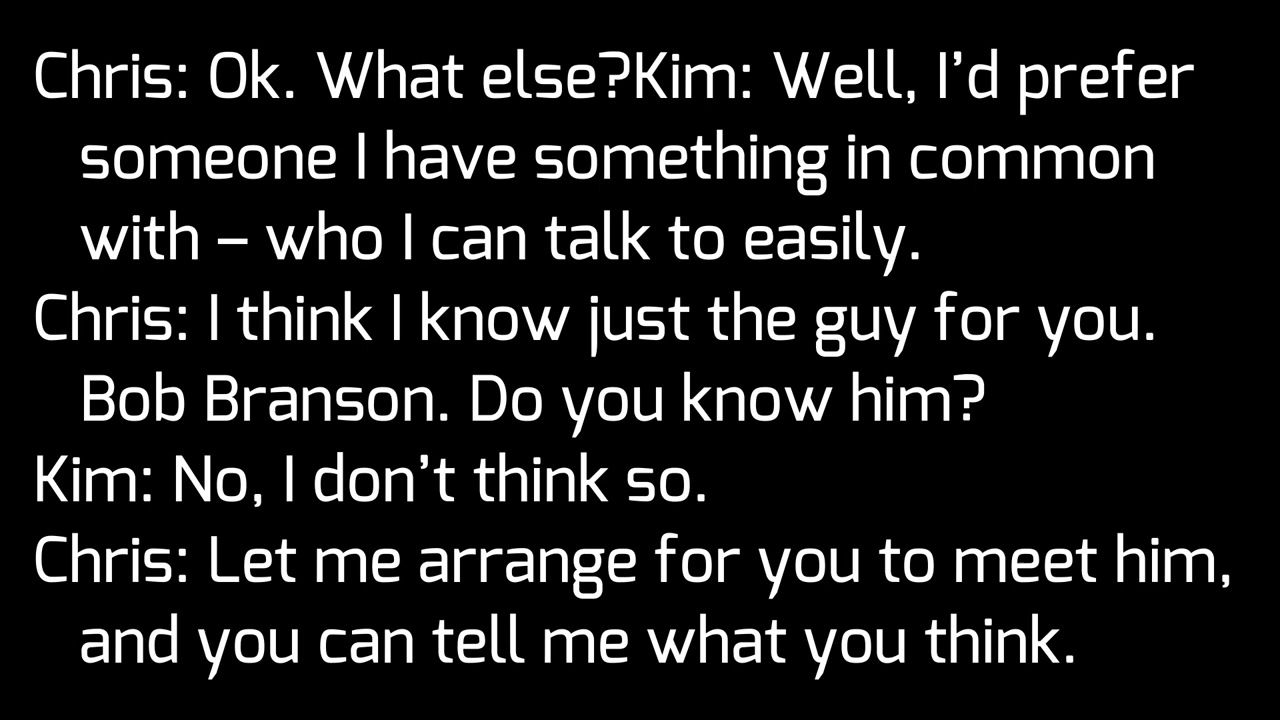 Chris: Ok. What else?Kim: Well, I’d prefer
someone I have something in common
with – who I can talk to easily.
Chris: I think I know just the guy for you.
Bob Branson. Do you know him?
Kim: No, I don’t think so.
Chris: Let me arrange for you to meet him,
and you can tell me what you think.